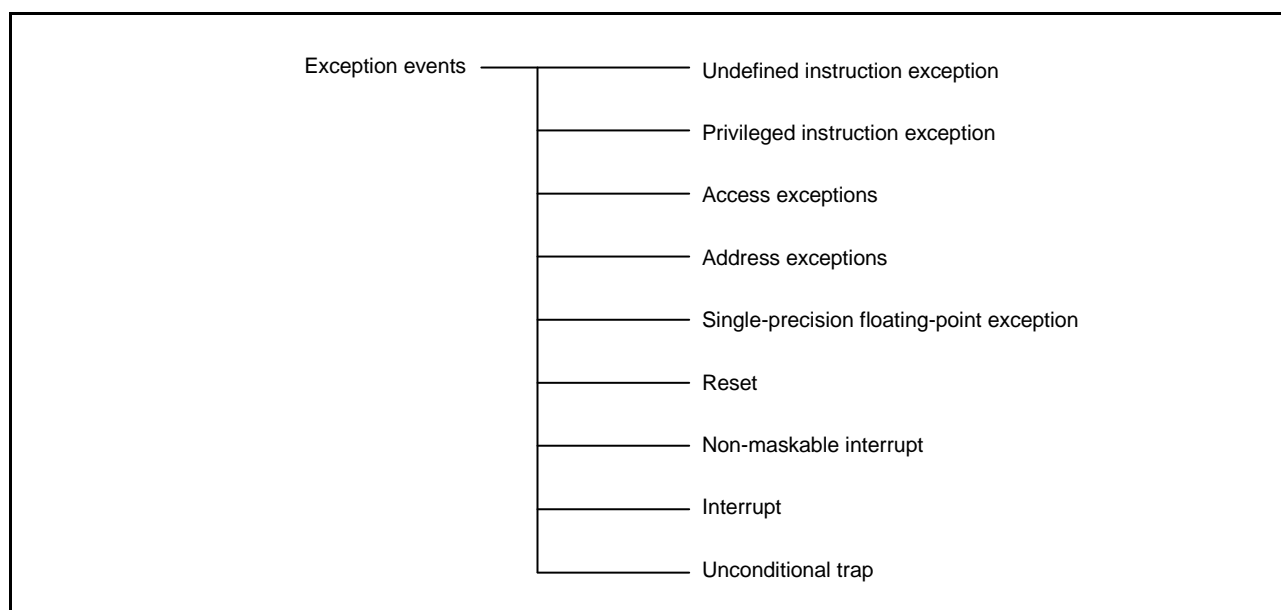 Exception events
Undefined instruction exception
Privileged instruction exception
Access exceptions
Address exceptions
Single-precision floating-point exception
Reset
Non-maskable interrupt
Interrupt
Unconditional trap